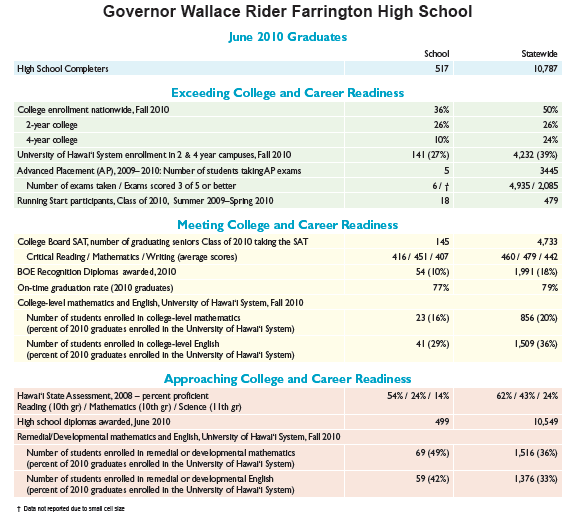 Governor Wallace Rider Farrington High School
June 2010 Graduates
School Statewide
High School Completers 517 10,787
Exceeding College and Career Readiness
College enrollment nationwide, Fall 2010 36% 50%
2-year college 26% 26%
4-year college 10% 24%
University of Hawai'i System enrollment in 2 & 4 year campuses, Fall 2010 141 (27%) 4,232 (39%)
Advanced Placement (AP), 2009–2010: Number of students taking AP exams 5 3445
Number of exams taken / Exams scored 3 of 5 or better 6 / † 4,935 / 2,085
Running Start participants, Class of 2010, Summer 2009–Spring 2010 18 479
Meeting College and Career Readiness
College Board SAT, number of graduating seniors Class of 2010 taking the SAT 145 4,733
Critical Reading / Mathematics / Writing (average scores) 416 / 451 / 407 460 / 479 / 442
BOE Recognition Diplomas awarded, 2010 54 (10%) 1,991 (18%)
On-time graduation rate (2010 graduates) 77% 79%
College-level mathematics and English, University of Hawai'i System, Fall 2010
Number of students enrolled in college-level mathematics 23 (16%) 856 (20%)
(percent of 2010 graduates enrolled in the University of Hawai'i System)
Number of students enrolled in college-level English 41 (29%) 1,509 (36%)
(percent of 2010 graduates enrolled in the University of Hawai'i System)
Approaching College and Career Readiness
Hawai'i State Assessment, 2008 – percent proficient 54% / 24% / 14% 62% / 43% / 24%
Reading (10th gr) / Mathematics (10th gr) / Science (11th gr)
High school diplomas awarded, June 2010 499 10,549
Remedial/Developmental mathematics and English, University of Hawai'i System, Fall 2010
Number of students enrolled in remedial or developmental mathematics 69 (49%) 1,516 (36%)
(percent of 2010 graduates enrolled in the University of Hawai'i System)
Number of students enrolled in remedial or developmental English 59 (42%) 1,376 (33%)
(percent of 2010 graduates enrolled in the University of Hawai'i System)
† Data not reported due to small cell size